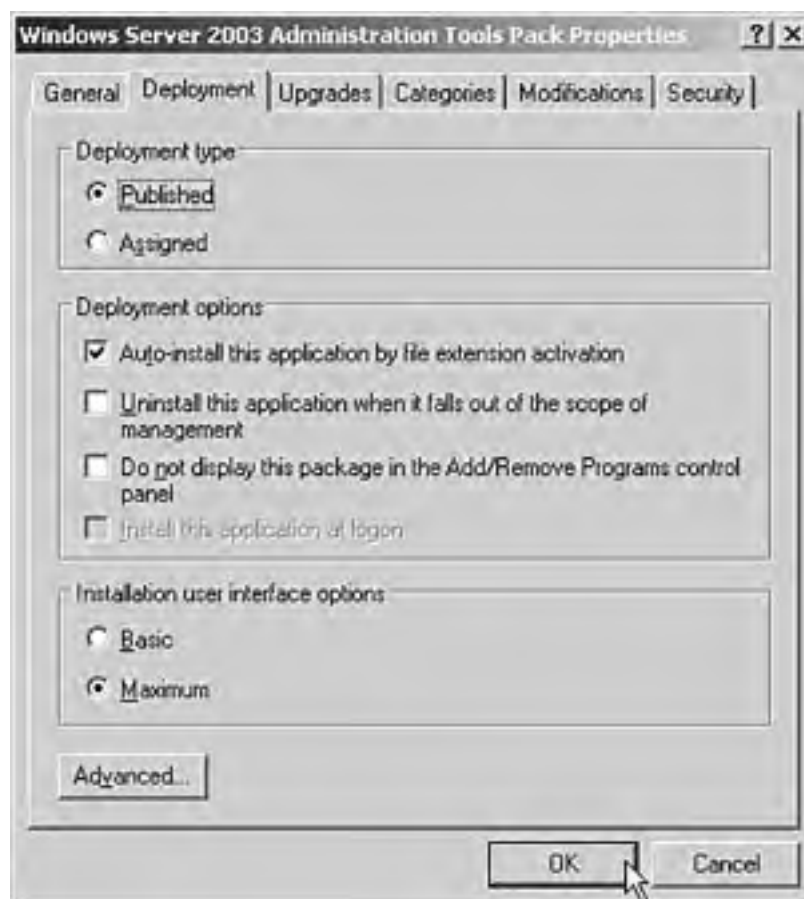 Windows Server 2003 Administration Tools Pack Properties
General Deployment Upgrades Categories Modifications Security
Deployment type
Published
Assigned
Deployment options
Auto-install this application by file extension activation
Uninstall this application when it falls out of the scope of
management
Do not display this package in the Add/Remove Programs control
panel
Install this application at logon
Installation user interface options
Basic
Maximum
Advanced...
OK Cancel